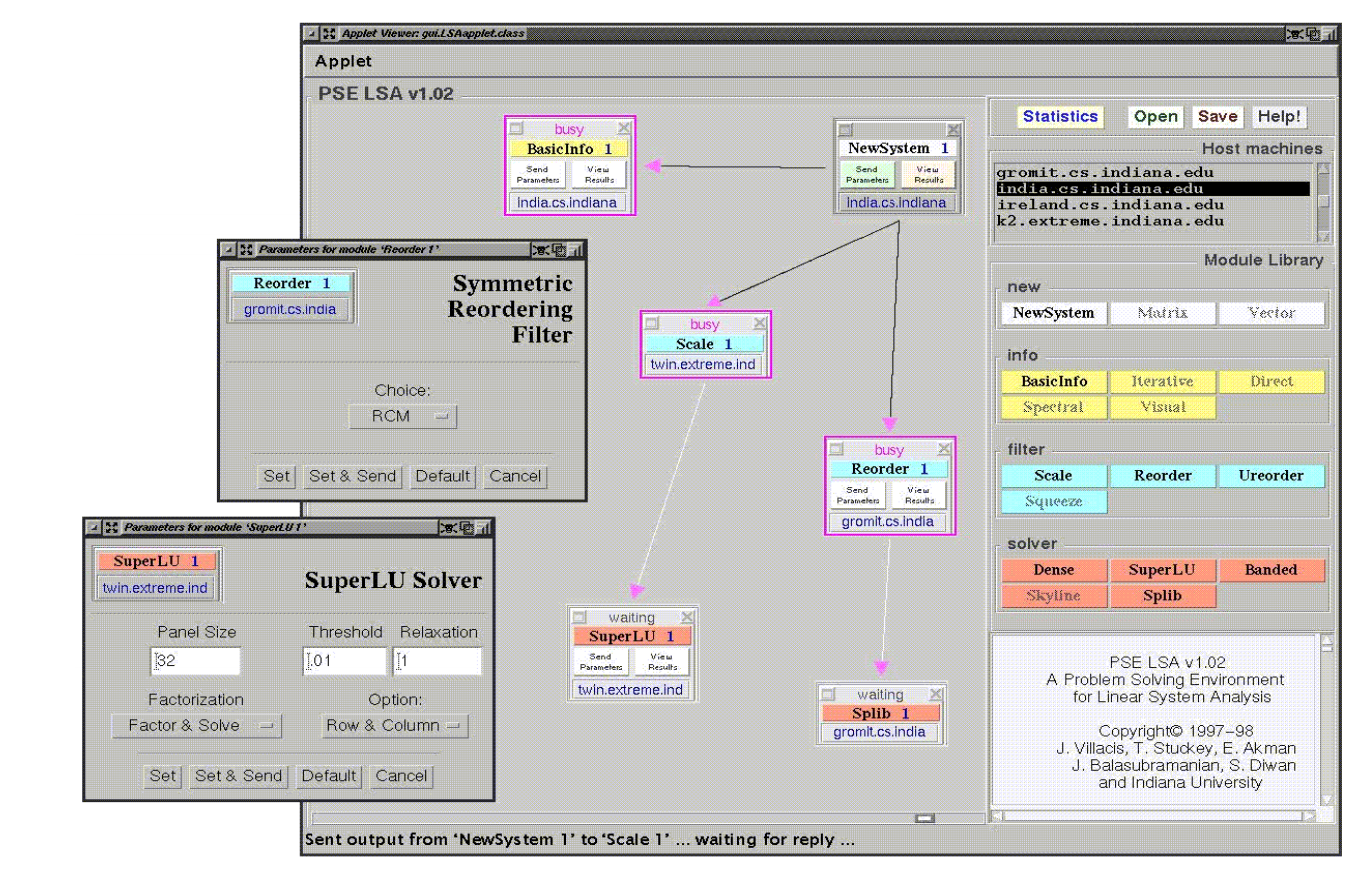 Applet Viewer: gui.LSAapplet.class
Applet
PSE LSA v1.02
busy
BasicInfo 1
Send Parameters
View Results
india.cs.indiana
NewSystem 1
Send Parameters
View Results
india.cs.indiana
busy
Scale 1
twin.extreme.ind
busy
Reorder 1
Send Parameters
View Results
gromit.cs.india
waiting
SuperLU 1
Send Parameters
View Results
twin.extreme.ind
waiting
Splib 1
gromit.cs.india
Parameters for module 'Reorder 1'
Reorder 1
gromit.cs.india
Symmetric
Reordering
Filter
Choice:
RCM
Set Set & Send Default Cancel
Parameters for module 'SuperLU 1'
SuperLU 1
twin.extreme.ind
SuperLU Solver
Panel Size Threshold Relaxation
32 .01 1
Factorization Option:
Factor & Solve Row & Column
Set Set & Send Default Cancel
Statistics Open Save Help!
Host machines
gromit.cs.indiana.edu
india.cs.indiana.edu
ireland.cs.indiana.edu
k2.extreme.indiana.edu
Module Library
new
NewSystem Matrix Vector
info
BasicInfo Iterative Direct
Spectral Visual
filter
Scale Reorder Ureorder
Squeeze
solver
Dense SuperLU Banded
Skyline Splib
PSE LSA v1.02
A Problem Solving Environment
for Linear System Analysis
Copyright© 1997–98
J. Villacis, T. Stuckey, E. Akman
J. Balasubramanian, S. Diwan
and Indiana University
Sent output from 'NewSystem 1' to 'Scale 1' ... waiting for reply ...